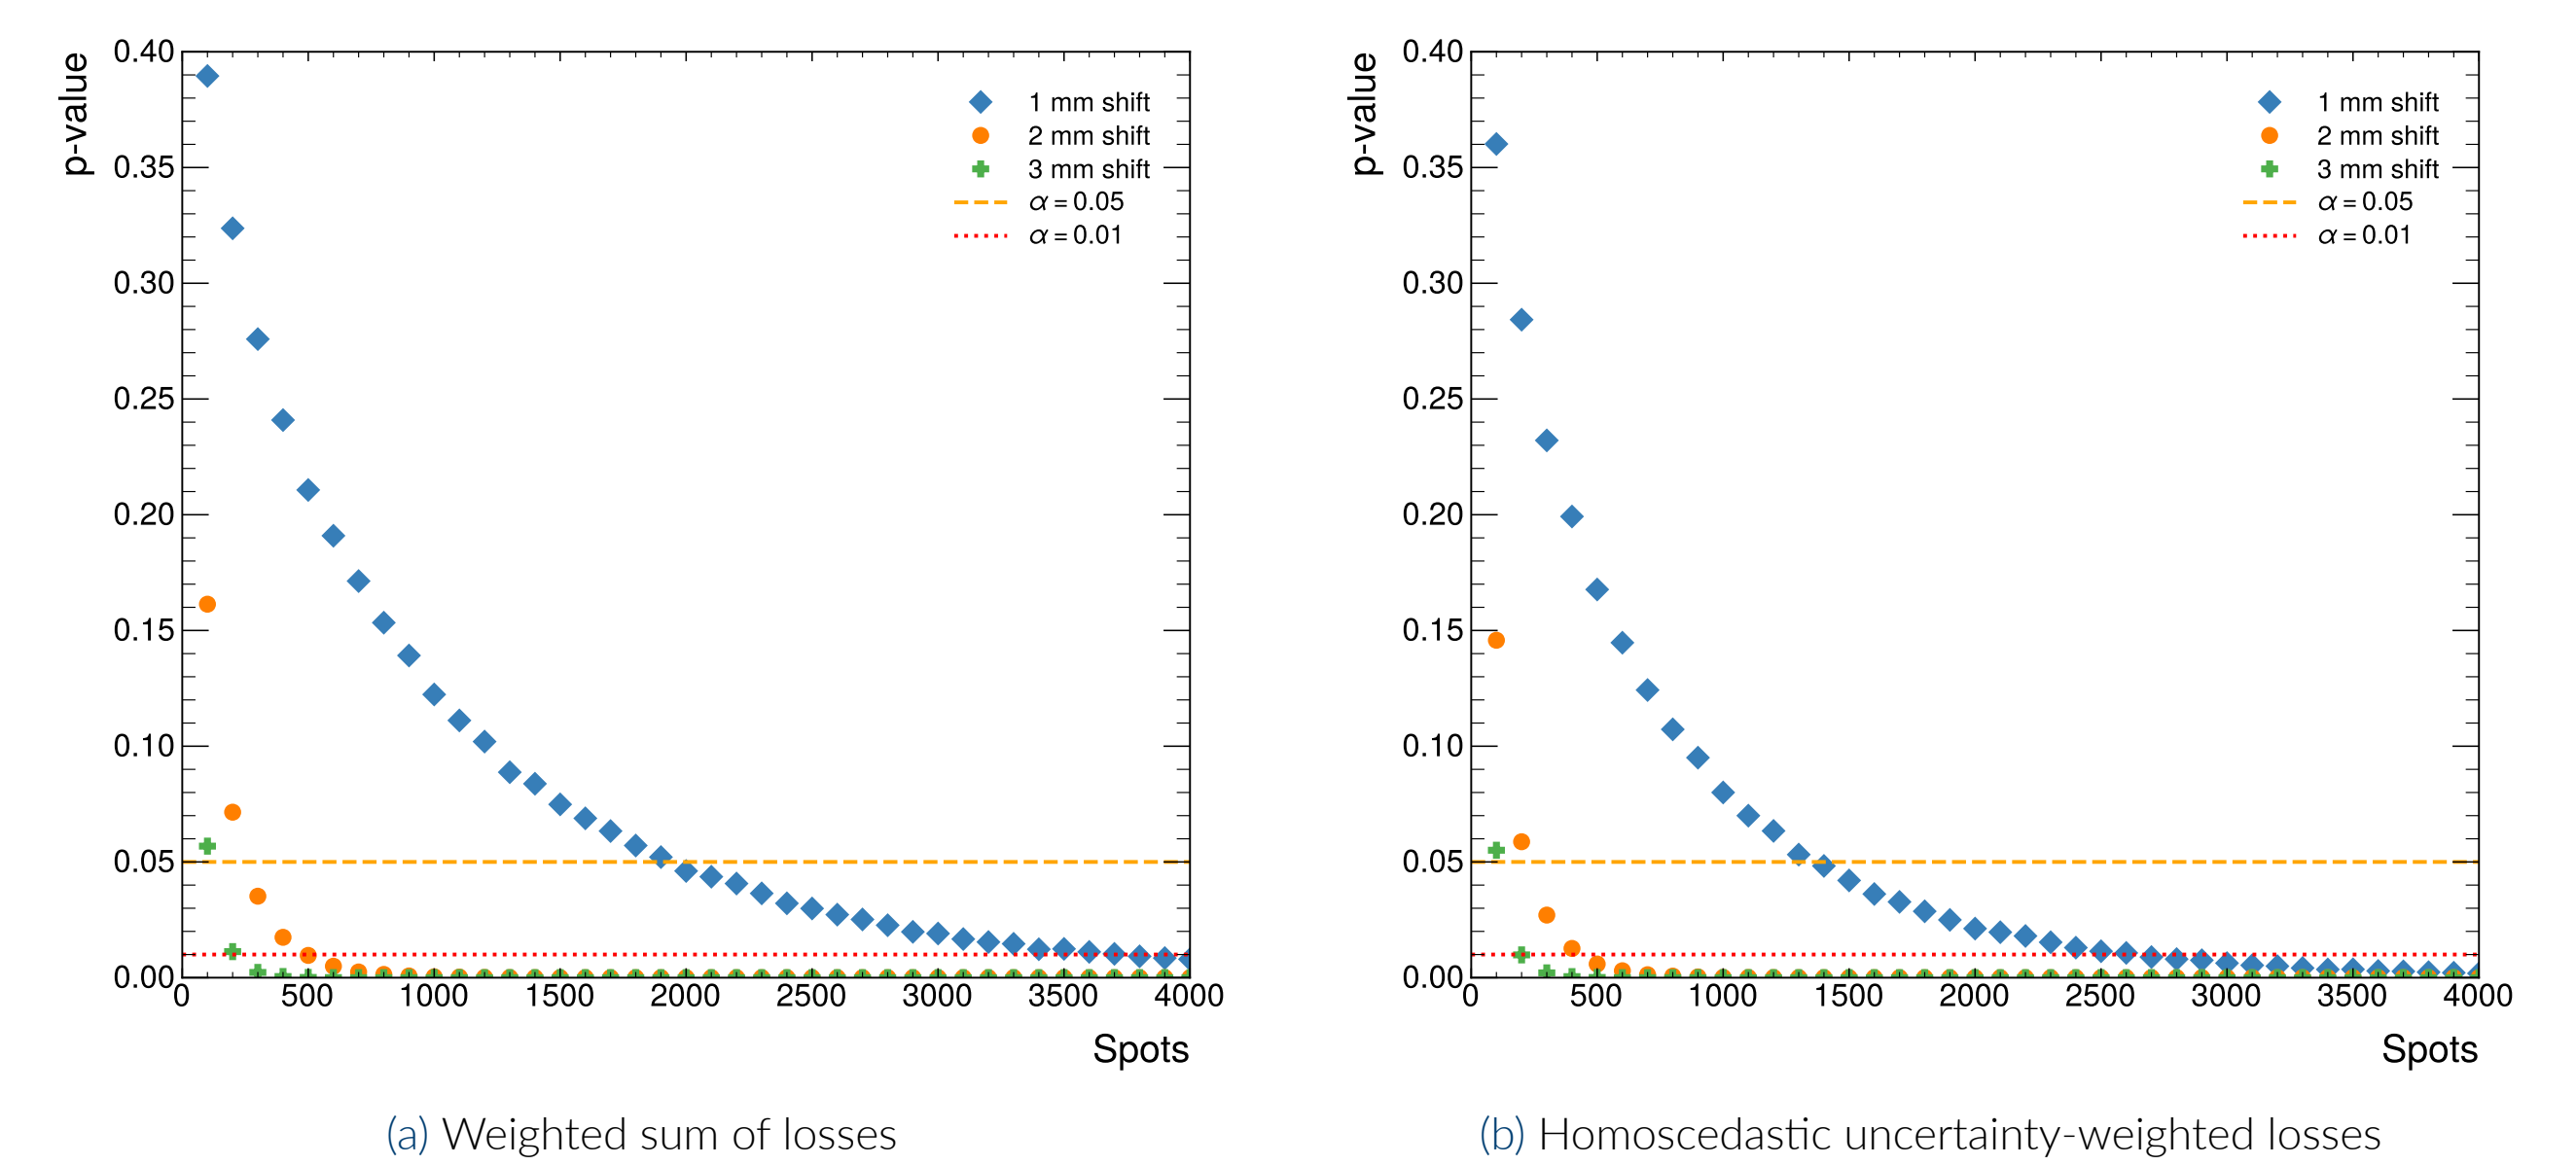 p-value
0.40
0.35
0.30
0.25
0.20
0.15
0.10
0.05
0.00
0 500 1000 1500 2000 2500 3000 3500 4000
Spots
1 mm shift
2 mm shift
3 mm shift
α = 0.05
α = 0.01
(a) Weighted sum of losses
p-value
0.40
0.35
0.30
0.25
0.20
0.15
0.10
0.05
0.00
0 500 1000 1500 2000 2500 3000 3500 4000
Spots
1 mm shift
2 mm shift
3 mm shift
α = 0.05
α = 0.01
(b) Homoscedastic uncertainty-weighted losses